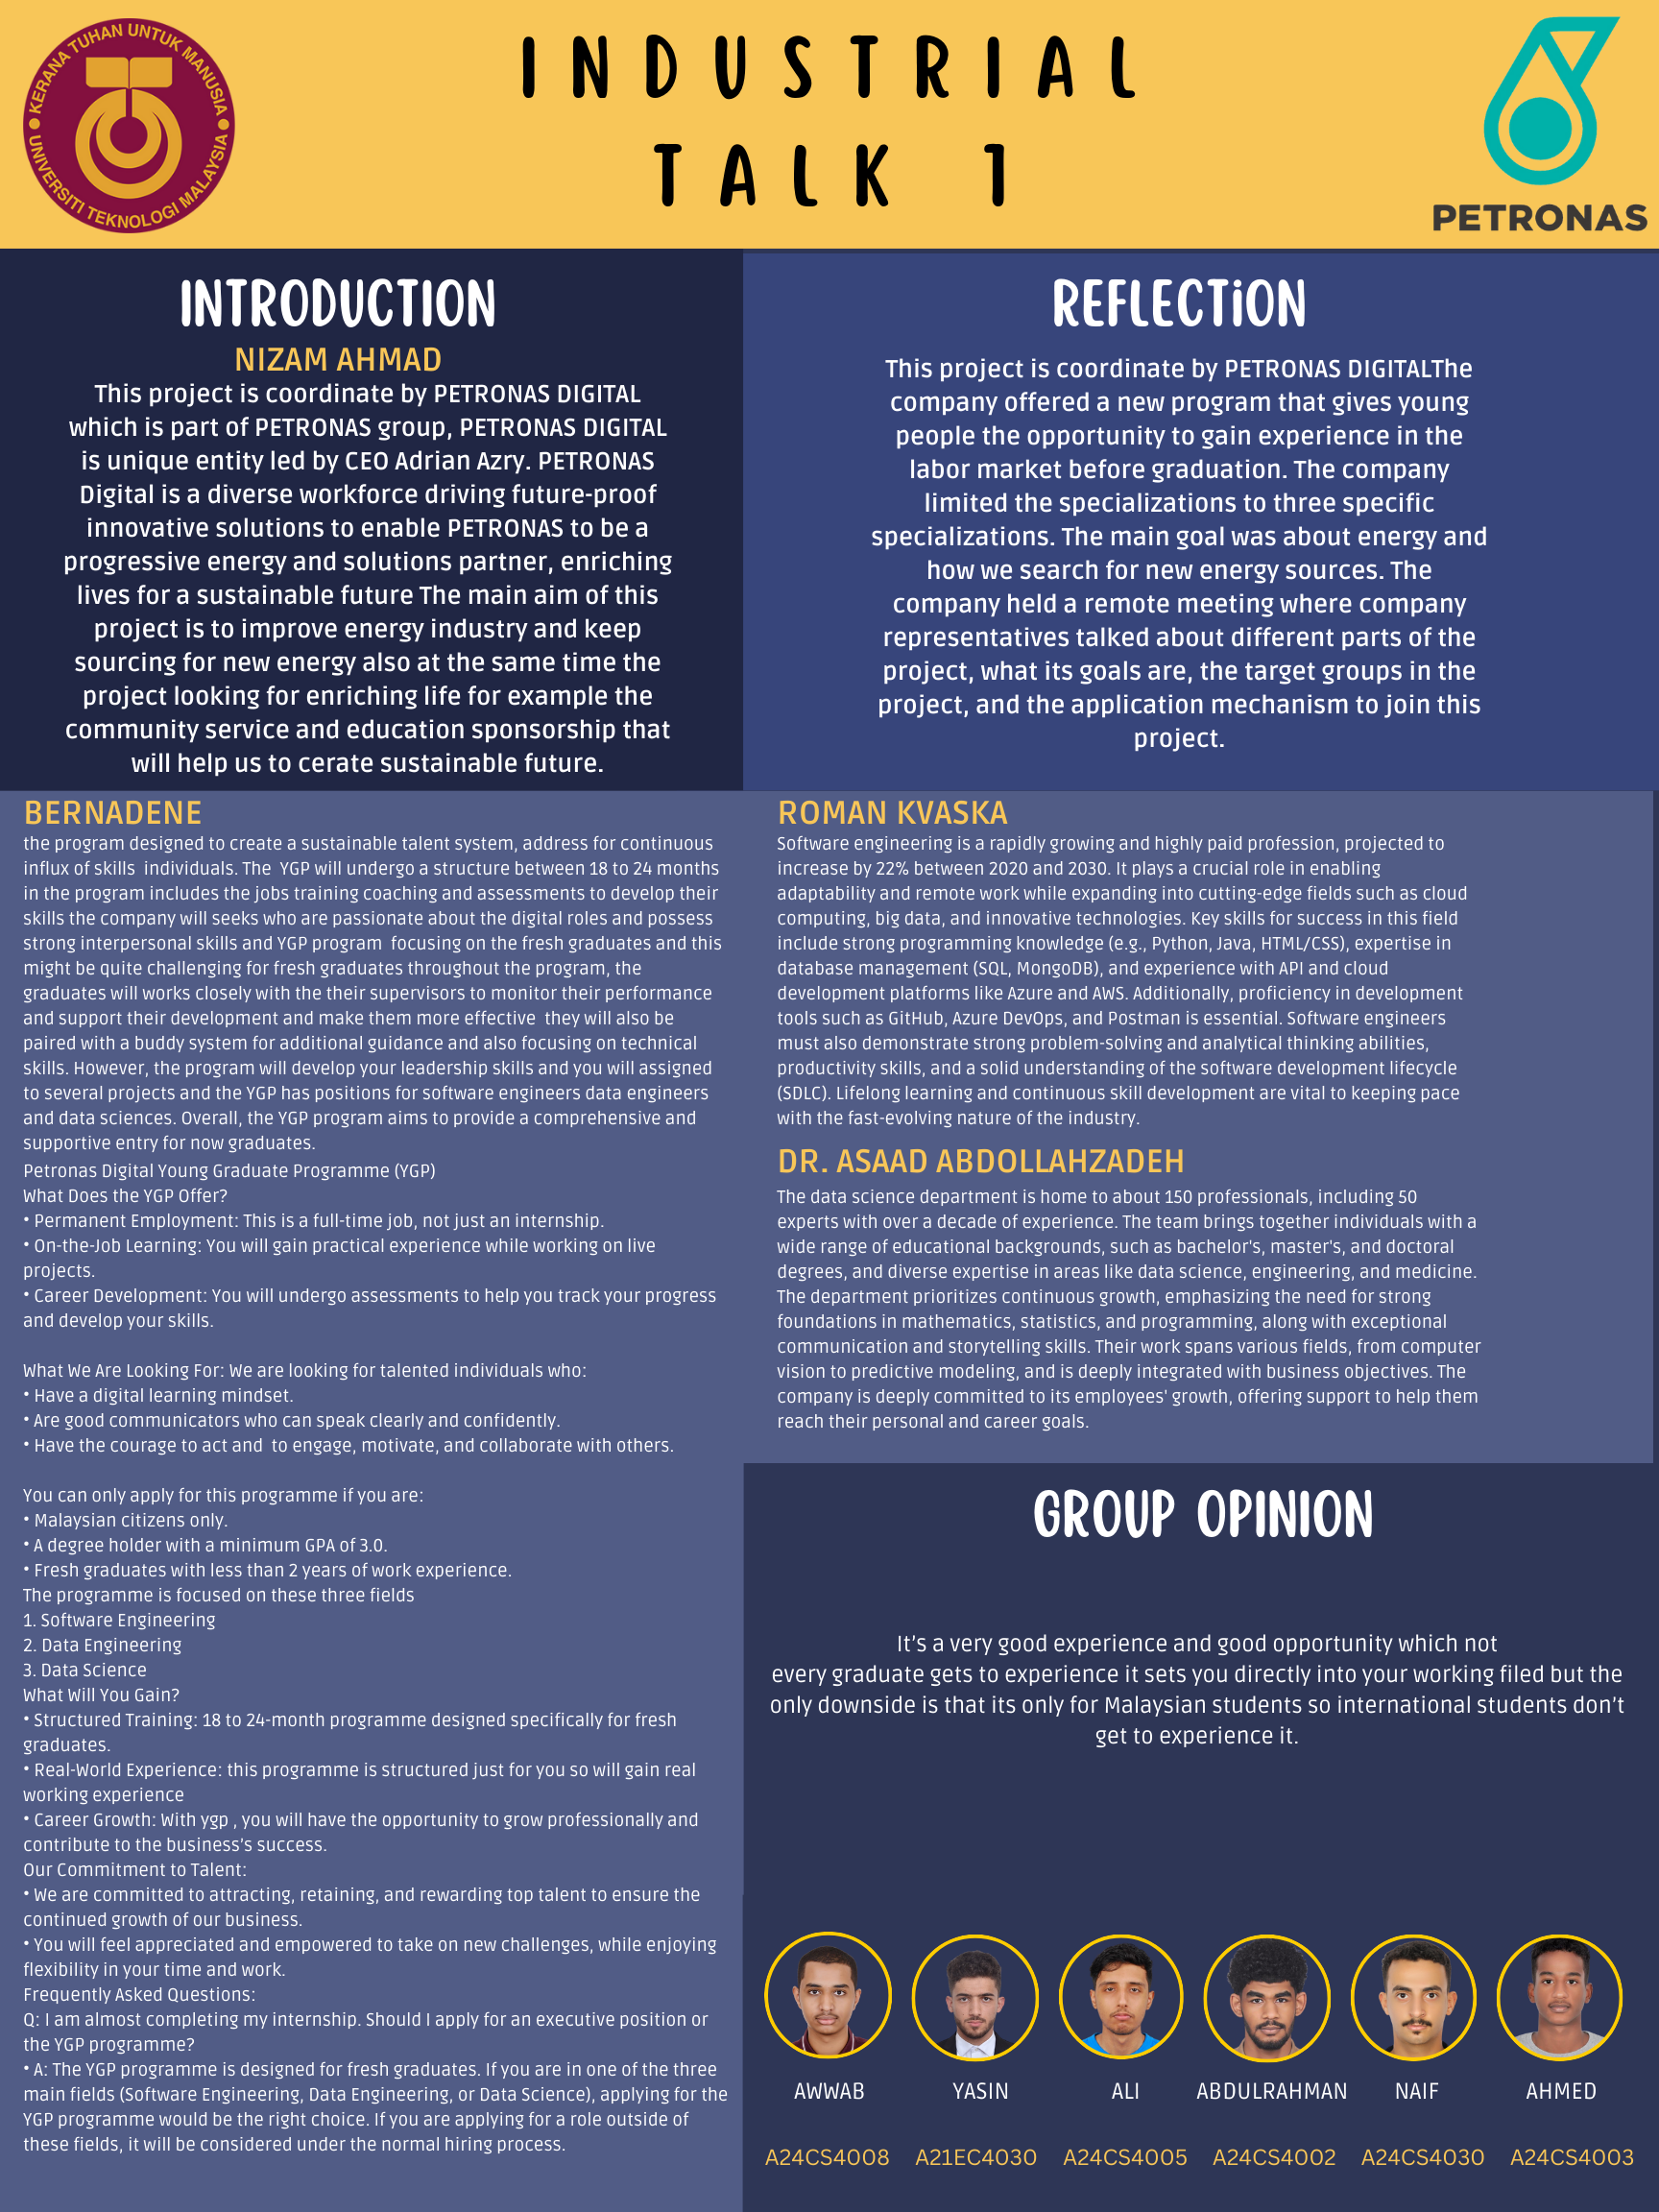 KERANA TUHAN UNTUK MANUSIA
UNIVERSITI TEKNOLOGI MALAYSIA
INDUSTRIAL
TALK 1
PETRONAS
INTRODUCTION
NIZAM AHMAD
This project is coordinate by PETRONAS DIGITAL
which is part of PETRONAS group, PETRONAS DIGITAL
is unique entity led by CEO Adrian Azry. PETRONAS
Digital is a diverse workforce driving future-proof
innovative solutions to enable PETRONAS to be a
progressive energy and solutions partner, enriching
lives for a sustainable future The main aim of this
project is to improve energy industry and keep
sourcing for new energy also at the same time the
project looking for enriching life for example the
community service and education sponsorship that
will help us to cerate sustainable future.
REFLECTiON
This project is coordinate by PETRONAS DIGITALThe
company offered a new program that gives young
people the opportunity to gain experience in the
labor market before graduation. The company
limited the specializations to three specific
specializations. The main goal was about energy and
how we search for new energy sources. The
company held a remote meeting where company
representatives talked about different parts of the
project, what its goals are, the target groups in the
project, and the application mechanism to join this
project.
BERNADENE
the program designed to create a sustainable talent system, address for continuous
influx of skills  individuals. The  YGP will undergo a structure between 18 to 24 months
in the program includes the jobs training coaching and assessments to develop their
skills the company will seeks who are passionate about the digital roles and possess
strong interpersonal skills and YGP program  focusing on the fresh graduates and this
might be quite challenging for fresh graduates throughout the program, the
graduates will works closely with the their supervisors to monitor their performance
and support their development and make them more effective  they will also be
paired with a buddy system for additional guidance and also focusing on technical
skills. However, the program will develop your leadership skills and you will assigned
to several projects and the YGP has positions for software engineers data engineers
and data sciences. Overall, the YGP program aims to provide a comprehensive and
supportive entry for now graduates.
Petronas Digital Young Graduate Programme (YGP)
What Does the YGP Offer?
• Permanent Employment: This is a full-time job, not just an internship.
• On-the-Job Learning: You will gain practical experience while working on live
projects.
• Career Development: You will undergo assessments to help you track your progress
and develop your skills.
What We Are Looking For: We are looking for talented individuals who:
• Have a digital learning mindset.
• Are good communicators who can speak clearly and confidently.
• Have the courage to act and  to engage, motivate, and collaborate with others.
You can only apply for this programme if you are:
• Malaysian citizens only.
• A degree holder with a minimum GPA of 3.0.
• Fresh graduates with less than 2 years of work experience.
The programme is focused on these three fields
1. Software Engineering
2. Data Engineering
3. Data Science
What Will You Gain?
• Structured Training: 18 to 24-month programme designed specifically for fresh
graduates.
• Real-World Experience: this programme is structured just for you so will gain real
working experience
• Career Growth: With ygp , you will have the opportunity to grow professionally and
contribute to the business's success.
Our Commitment to Talent:
• We are committed to attracting, retaining, and rewarding top talent to ensure the
continued growth of our business.
• You will feel appreciated and empowered to take on new challenges, while enjoying
flexibility in your time and work.
Frequently Asked Questions:
Q: I am almost completing my internship. Should I apply for an executive position or
the YGP programme?
• A: The YGP programme is designed for fresh graduates. If you are in one of the three
main fields (Software Engineering, Data Engineering, or Data Science), applying for the
YGP programme would be the right choice. If you are applying for a role outside of
these fields, it will be considered under the normal hiring process.
ROMAN KVASKA
Software engineering is a rapidly growing and highly paid profession, projected to
increase by 22% between 2020 and 2030. It plays a crucial role in enabling
adaptability and remote work while expanding into cutting-edge fields such as cloud
computing, big data, and innovative technologies. Key skills for success in this field
include strong programming knowledge (e.g., Python, Java, HTML/CSS), expertise in
database management (SQL, MongoDB), and experience with API and cloud
development platforms like Azure and AWS. Additionally, proficiency in development
tools such as GitHub, Azure DevOps, and Postman is essential. Software engineers
must also demonstrate strong problem-solving and analytical thinking abilities,
productivity skills, and a solid understanding of the software development lifecycle
(SDLC). Lifelong learning and continuous skill development are vital to keeping pace
with the fast-evolving nature of the industry.
DR. ASAAD ABDOLLAHZADEH
The data science department is home to about 150 professionals, including 50
experts with over a decade of experience. The team brings together individuals with a
wide range of educational backgrounds, such as bachelor's, master's, and doctoral
degrees, and diverse expertise in areas like data science, engineering, and medicine.
The department prioritizes continuous growth, emphasizing the need for strong
foundations in mathematics, statistics, and programming, along with exceptional
communication and storytelling skills. Their work spans various fields, from computer
vision to predictive modeling, and is deeply integrated with business objectives. The
company is deeply committed to its employees' growth, offering support to help them
reach their personal and career goals.
GROUP OPINION
It's a very good experience and good opportunity which not
every graduate gets to experience it sets you directly into your working filed but the
only downside is that its only for Malaysian students so international students don't
get to experience it.
AWWAB YASIN ALI ABDULRAHMAN NAIF AHMED
A24CS4008 A21EC4030 A24CS4005 A24CS4002 A24CS4030 A24CS4003